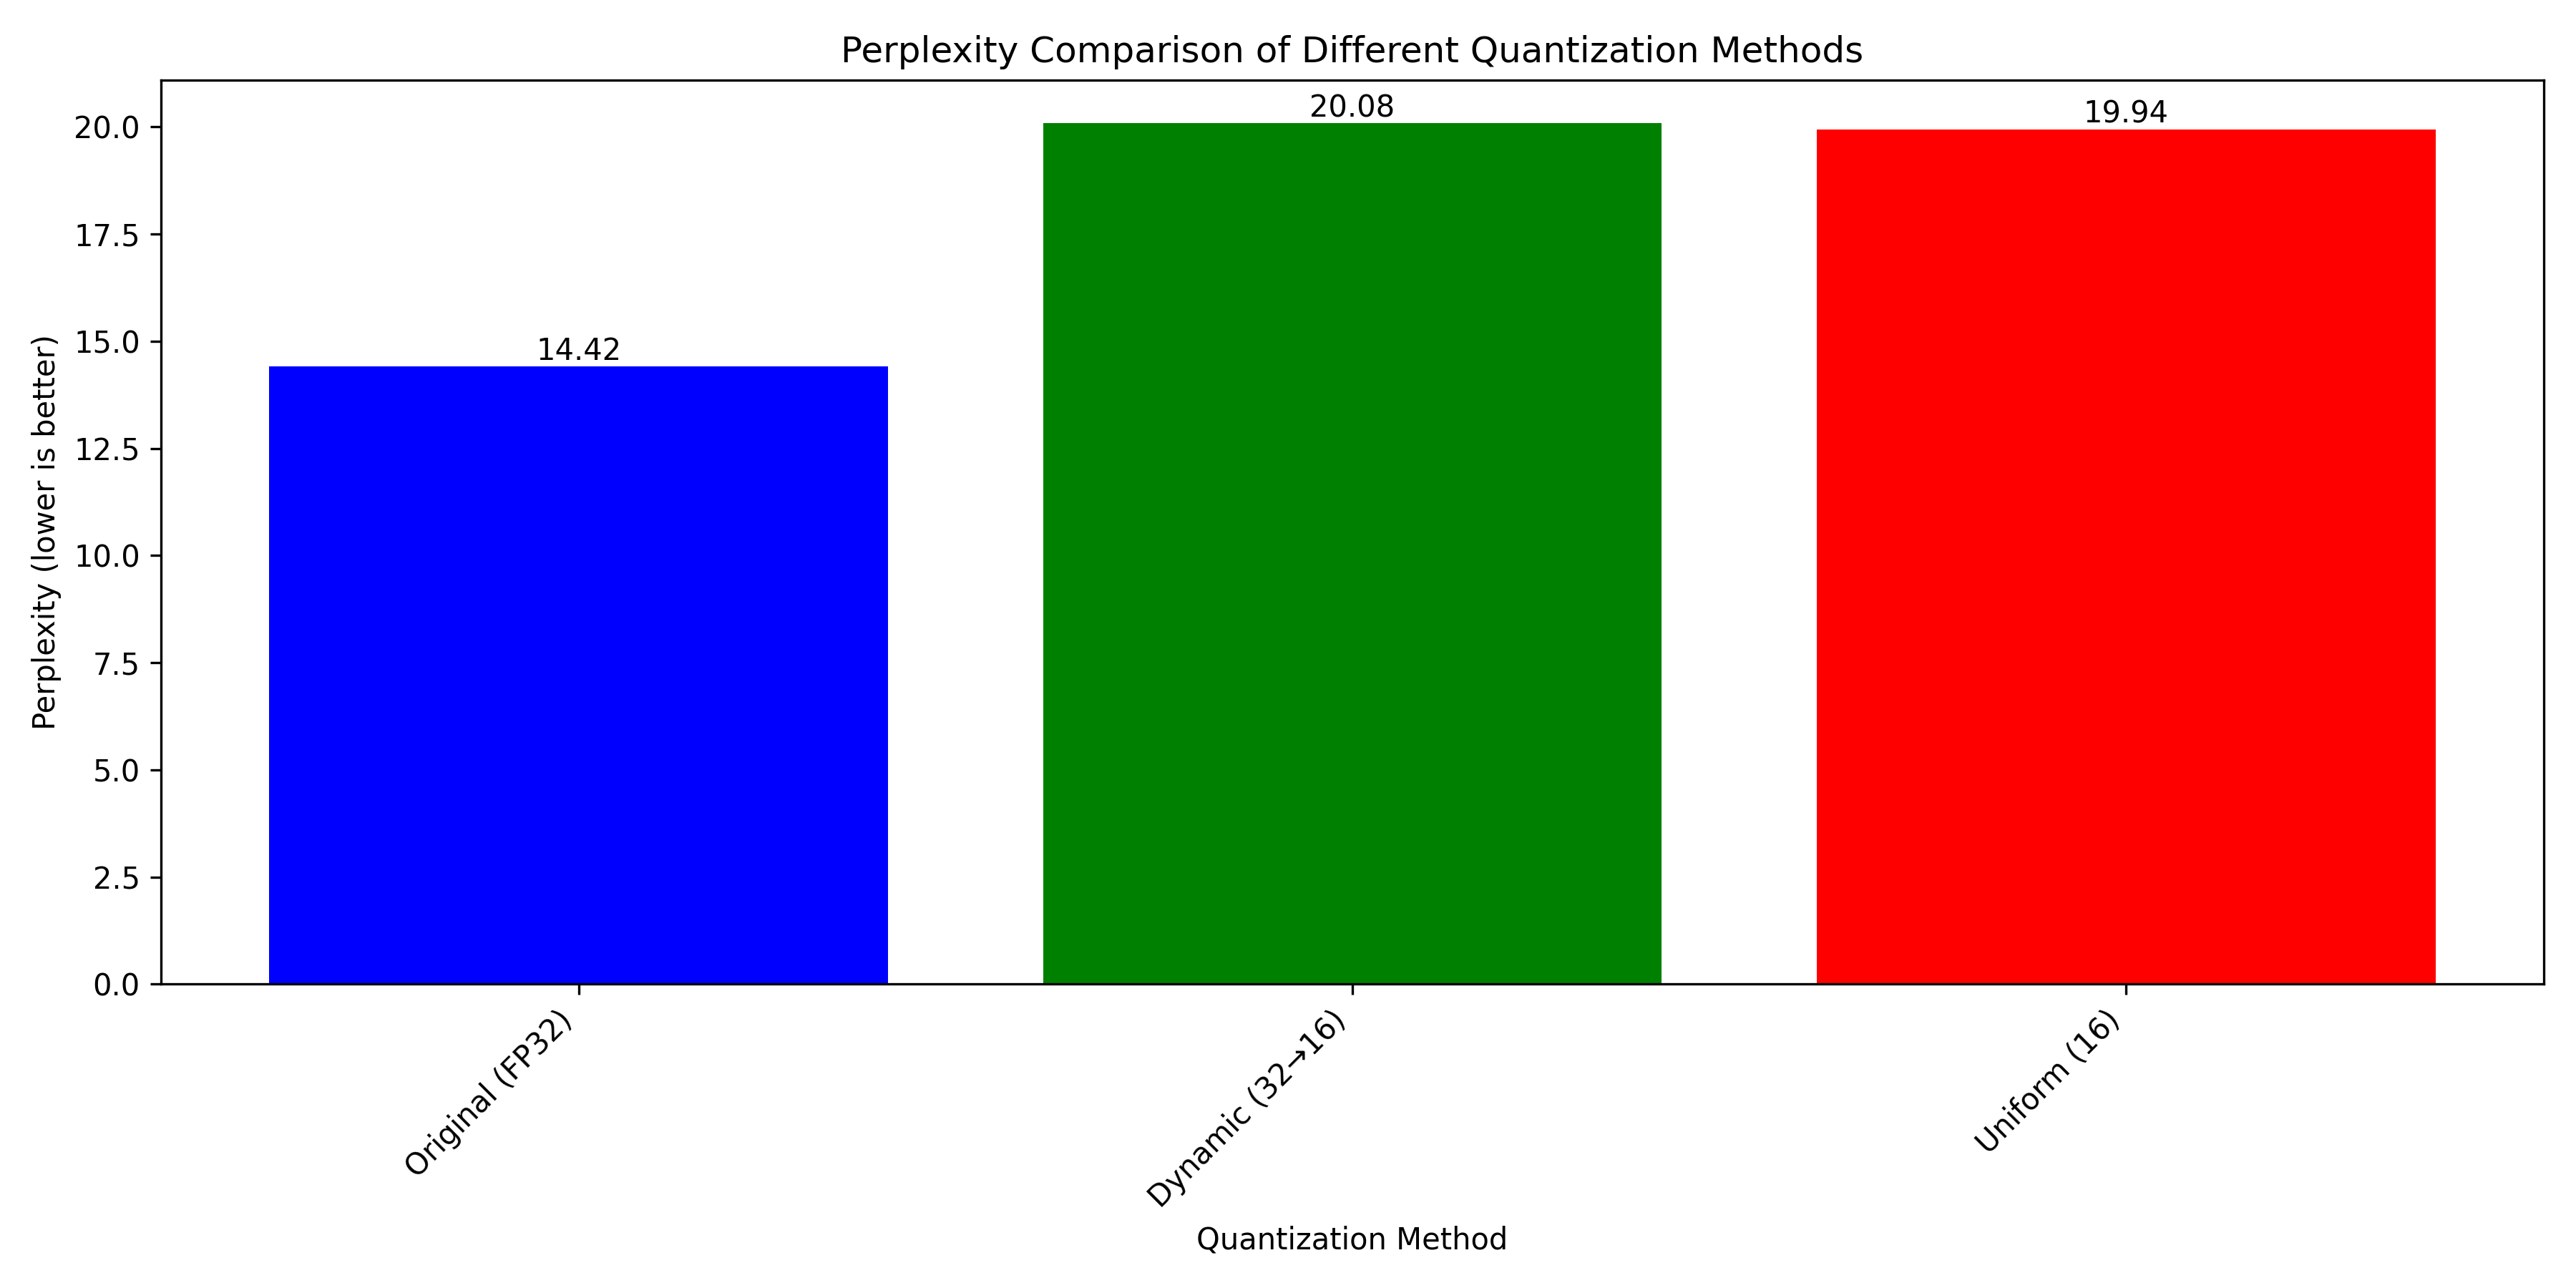 Perplexity Comparison of Different Quantization Methods
Perplexity (lower is better)
20.0
17.5
15.0
12.5
10.0
7.5
5.0
2.5
0.0
14.42
20.08
19.94
Original (FP32)
Dynamic (32→16)
Uniform (16)
Quantization Method